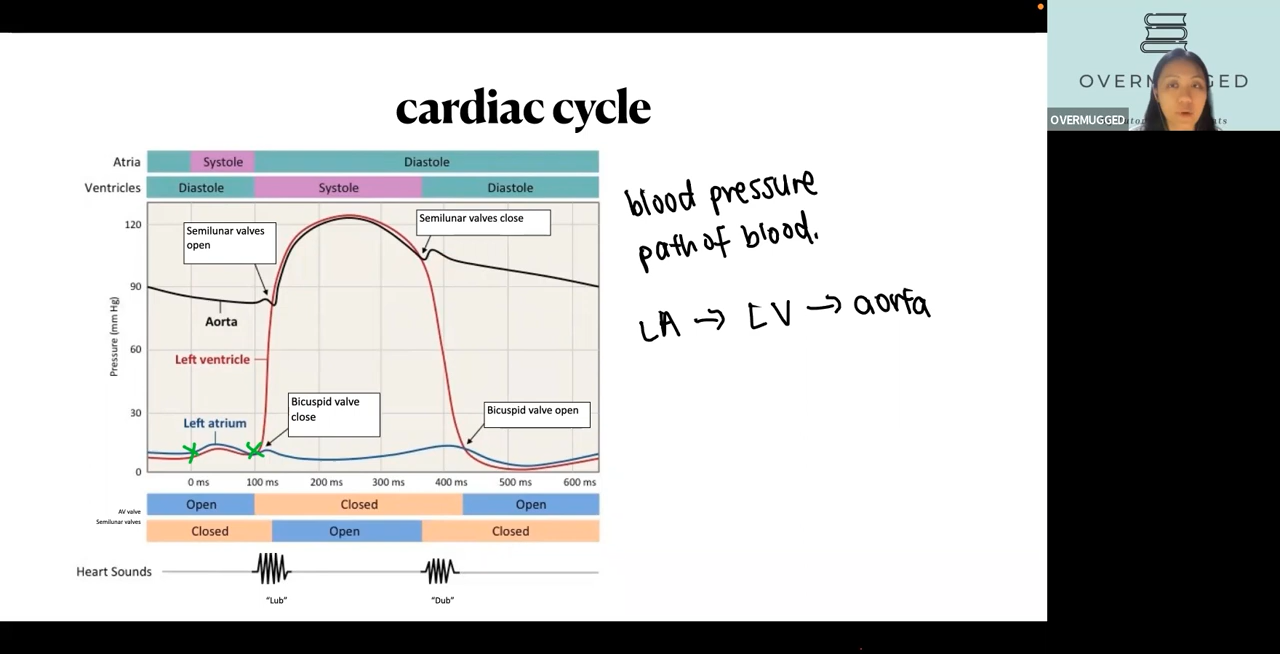 OVERMUGGED
cardiac cycle
Atria Systole Diastole
Ventricles Diastole Systole Diastole
120
Semilunar valves open
Semilunar valves close
90
Aorta
Pressure (mm Hg)
60
Left ventricle
30
Left atrium
Bicuspid valve close
Bicuspid valve open
0
0 ms 100 ms 200 ms 300 ms 400 ms 500 ms 600 ms
AV valve Open Closed Open
Semilunar valves Closed Open Closed
Heart Sounds
"Lub" "Dub"
blood pressure
path of blood.
LA → LV → aorta